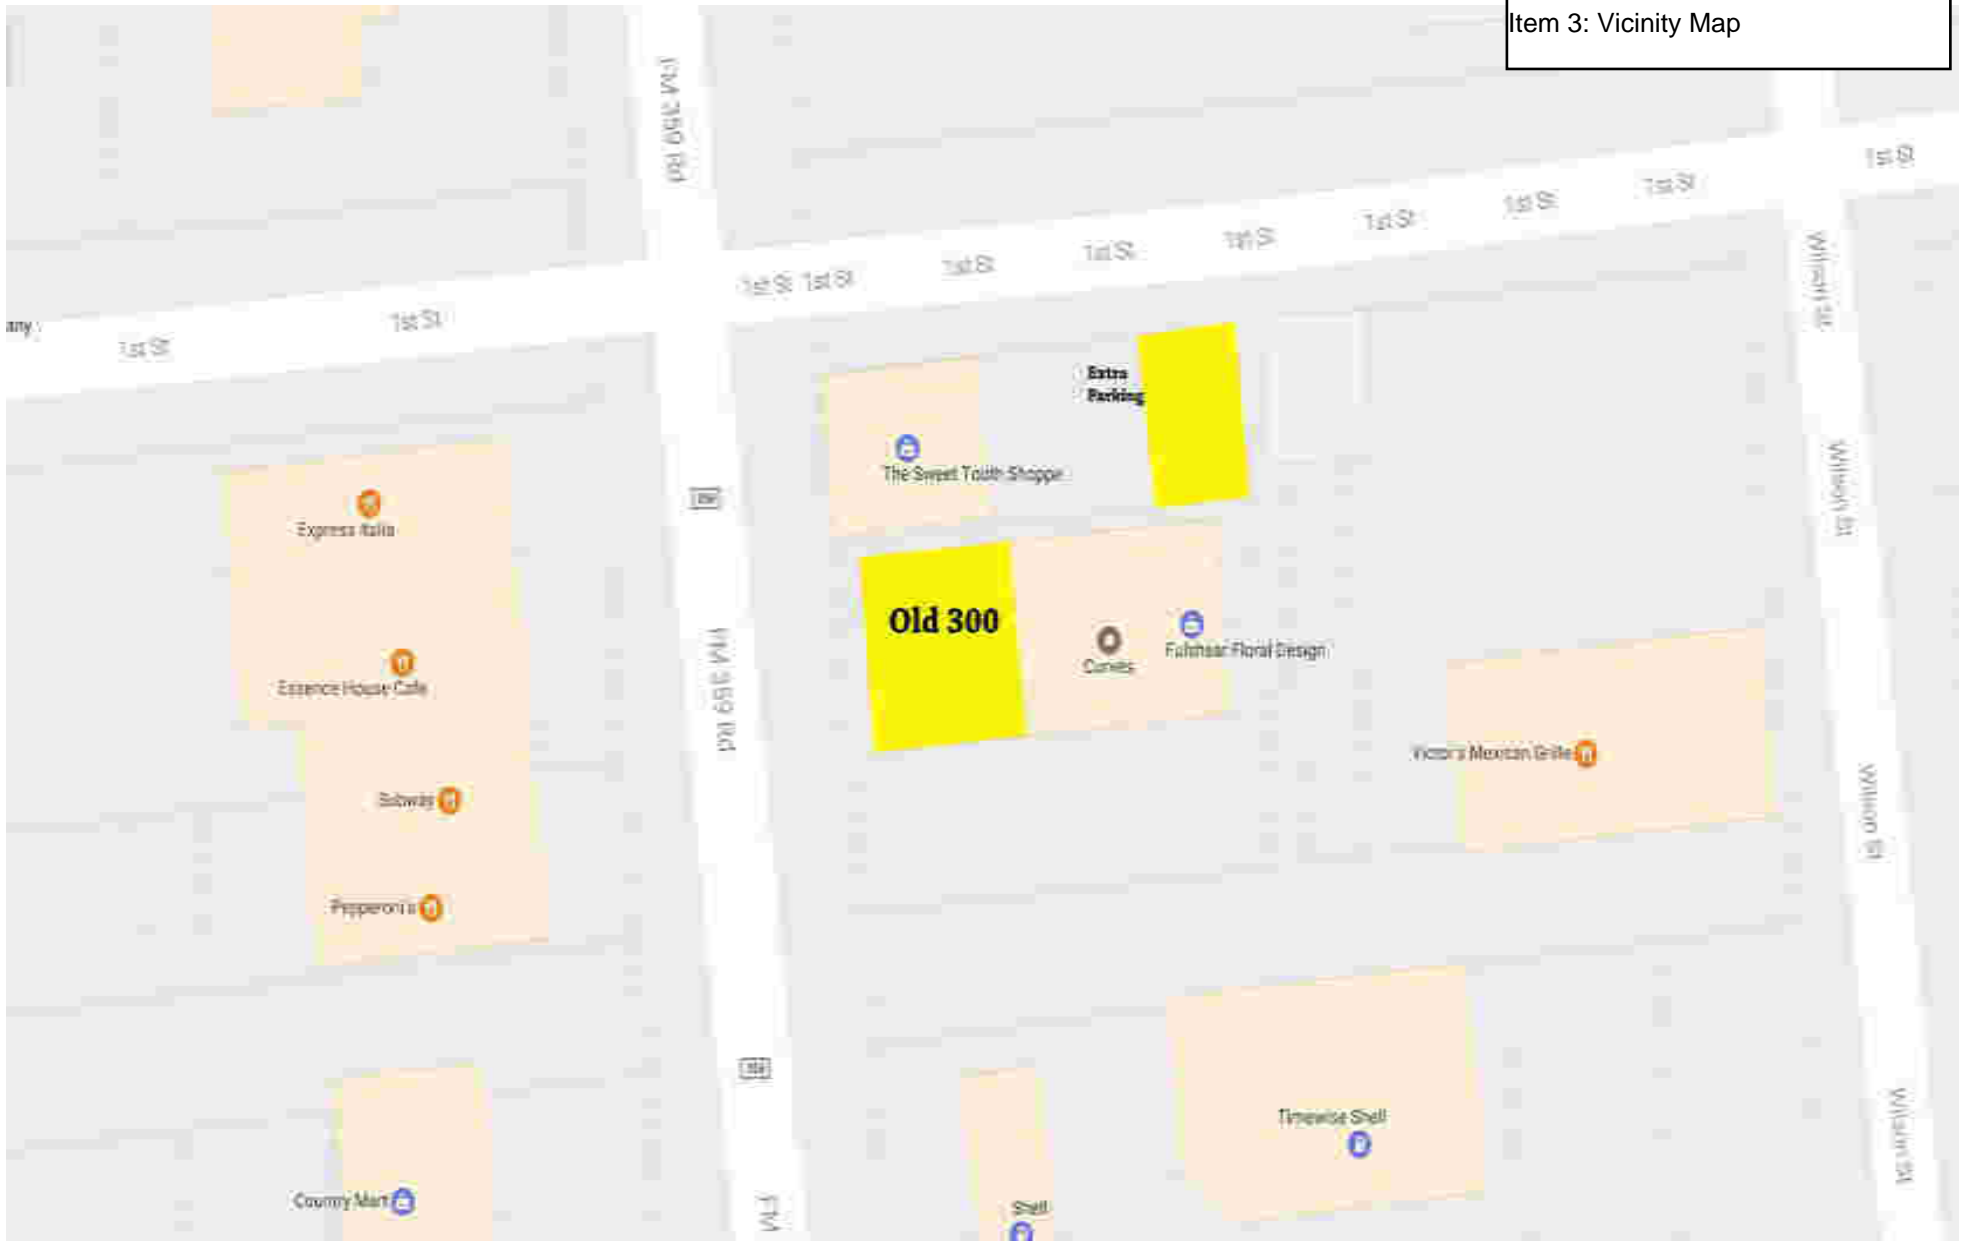 Item 3: Vicinity Map
FM 359 Rd
1st St
1st St
1st St
1st St
1st St
1st St
1st St
1st St
1st St
any
1st St
1st St
Wilson St
Extra
Parking
The Sweet Tooth Shoppe
Express Italia
Wilson St
Old 300
Curves
Fulshear Floral Design
Essence House Cafe
FM 359 Rd
Victor's Mexican Grille
Subway
Wilson St
Pepperoni's
Timewise Shell
Wilson St
Country Mart
Shell
FM